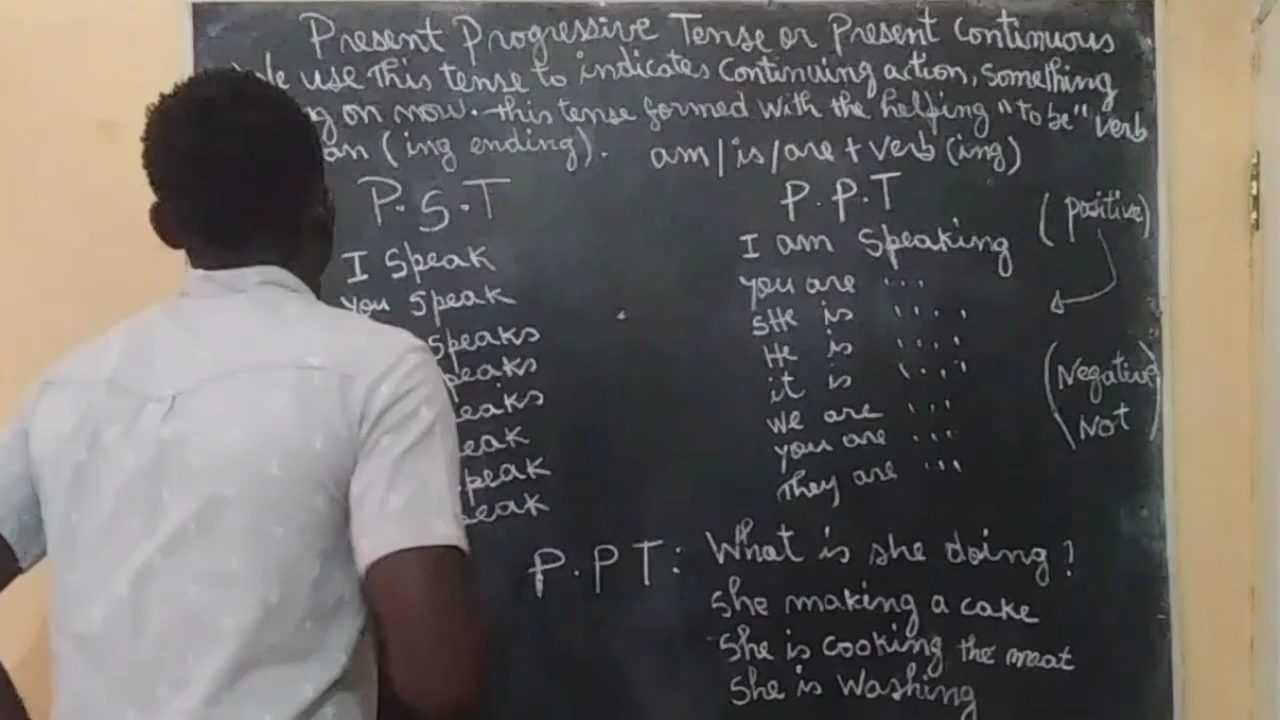 Present Progressive Tense or Present Continuous
use this tense to indicates continuing action, something
on now. this tense formed with the helping "to be" verb
(ing ending). am/is/are + verb (ing)
P.S.T
I speak
you speak
speaks
speak
P.P.T
I am speaking
you are ...
sHe is ....
He is ....
it is ....
we are ...
you are ...
They are ...
(positive)
(Negative
Not)
P.PT: What is she doing?
she making a cake
she is cooking the meat
she is washing